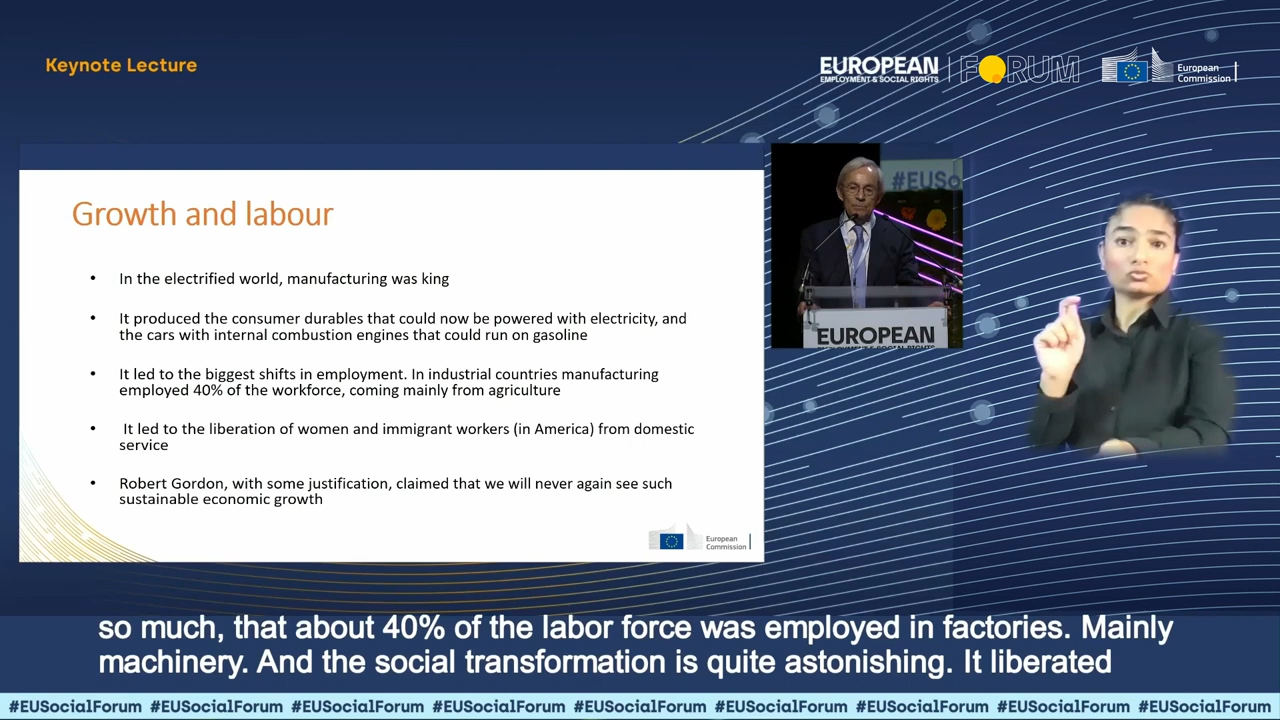 Keynote Lecture
EUROPEAN
EMPLOYMENT & SOCIAL RIGHTS
FORUM
European
Commission
#EUSo
EUROPEAN
Growth and labour
• In the electrified world, manufacturing was king
• It produced the consumer durables that could now be powered with electricity, and
the cars with internal combustion engines that could run on gasoline
• It led to the biggest shifts in employment. In industrial countries manufacturing
employed 40% of the workforce, coming mainly from agriculture
• It led to the liberation of women and immigrant workers (in America) from domestic
service
• Robert Gordon, with some justification, claimed that we will never again see such
sustainable economic growth
European
Commission
so much, that about 40% of the labor force was employed in factories. Mainly
machinery. And the social transformation is quite astonishing. It liberated
#EUSocialForum #EUSocialForum #EUSocialForum #EUSocialForum #EUSocialForum #EUSocialForum #EUSocialForum #EUSocialForum #EUSocialForum